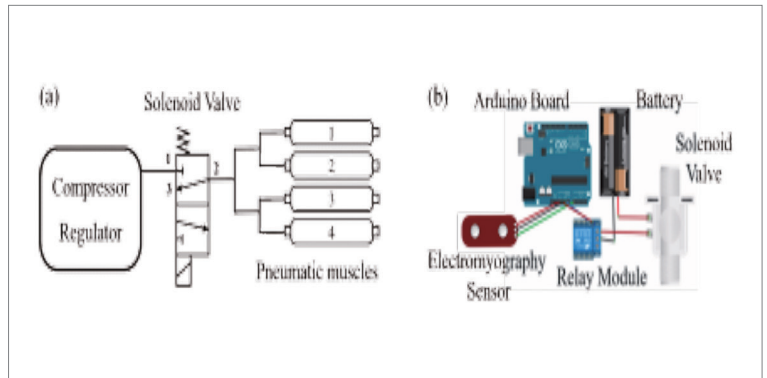 (a)
Solenoid Valve
1
2
3
Compressor
Regulator
1
2
3
4
Pneumatic muscles
(b)
Arduino Board
Battery
Solenoid
Valve
Electromyography
Sensor
Relay Module